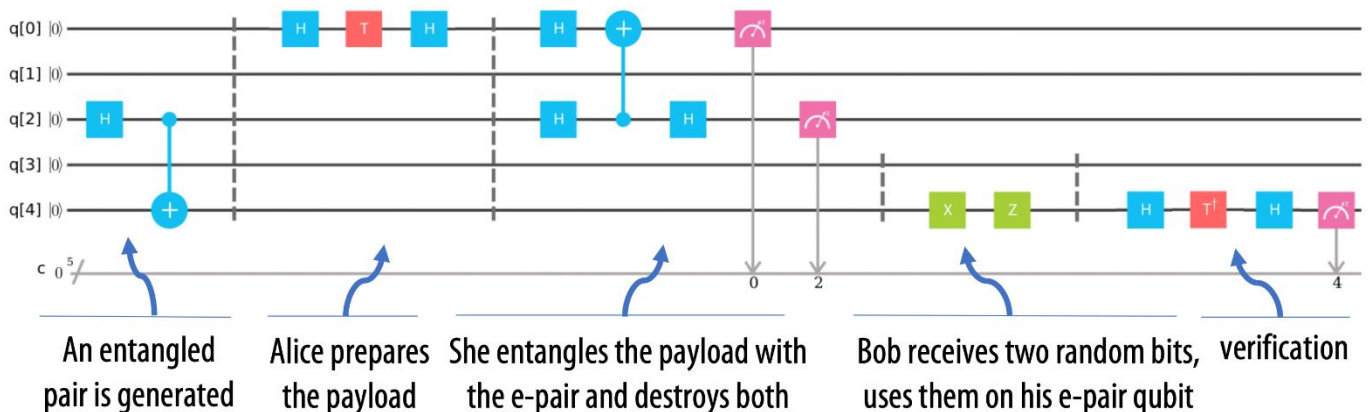 q[0] |0⟩ H T H H +
q[1] |0⟩
q[2] |0⟩ H H H
q[3] |0⟩
q[4] |0⟩ + X Z H T† H
c 0 5 0 2 4
An entangled
pair is generated
Alice prepares
the payload
She entangles the payload with
the e-pair and destroys both
Bob receives two random bits,
uses them on his e-pair qubit
verification